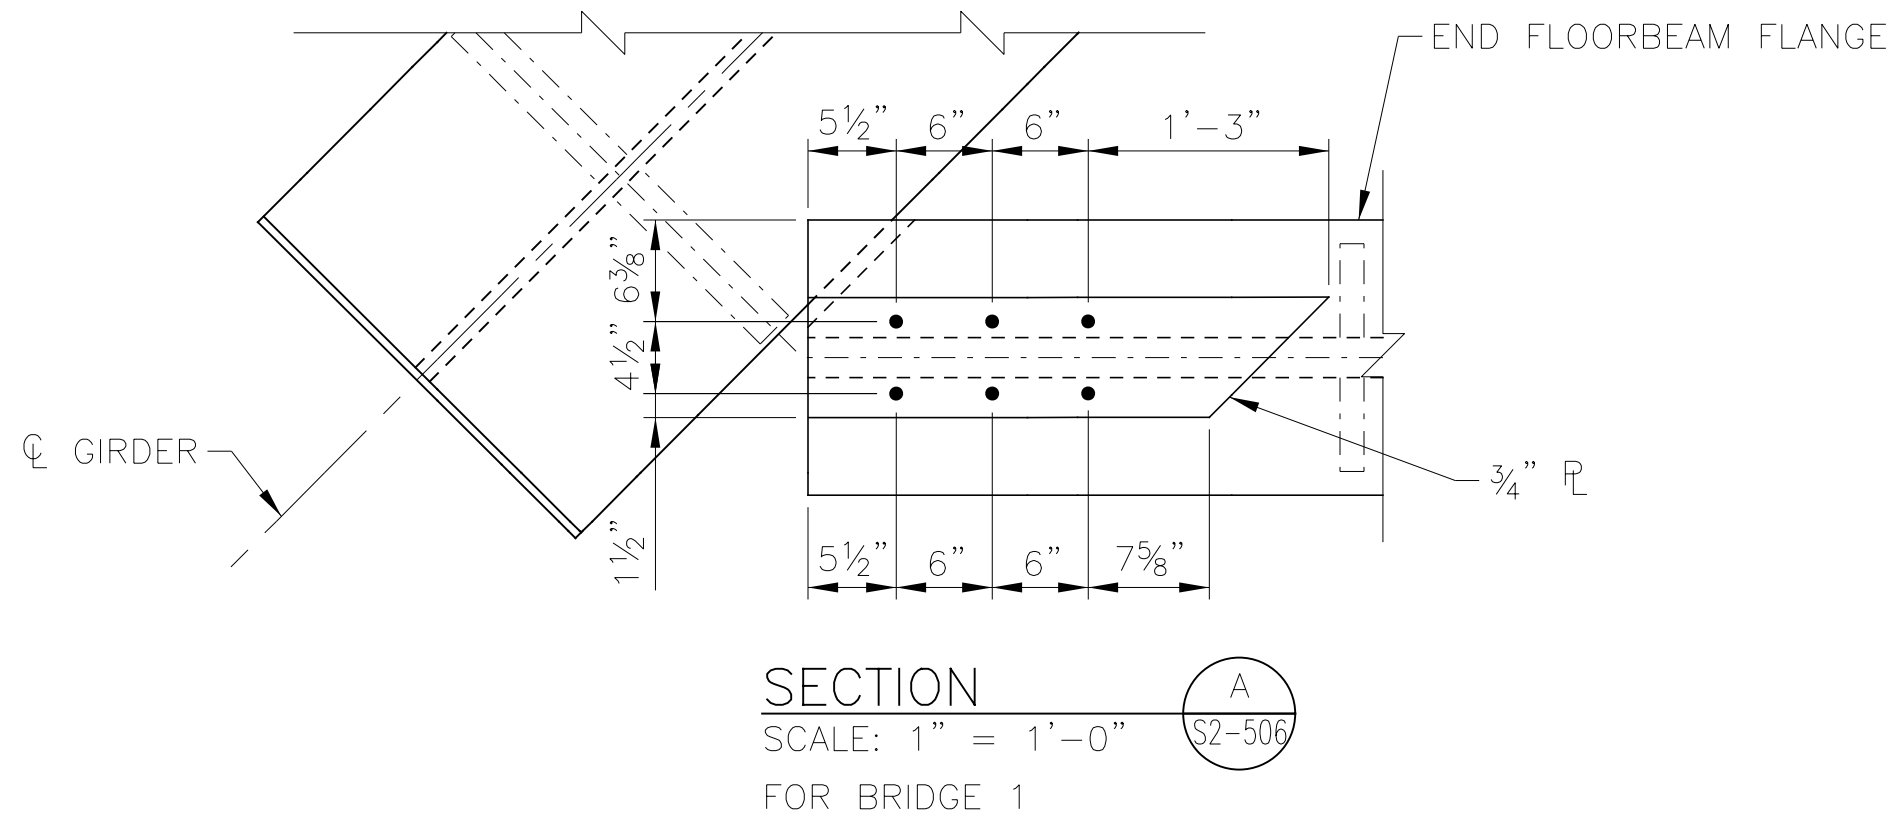 END FLOORBEAM FLANGE
5½” 6” 6” 1’-3”
6⅜”
4½”
1½”
℄ GIRDER
¾” ⅊
5½” 6” 6” 7⅝”
SECTION
A
S2-506
SCALE: 1” = 1’-0”
FOR BRIDGE 1